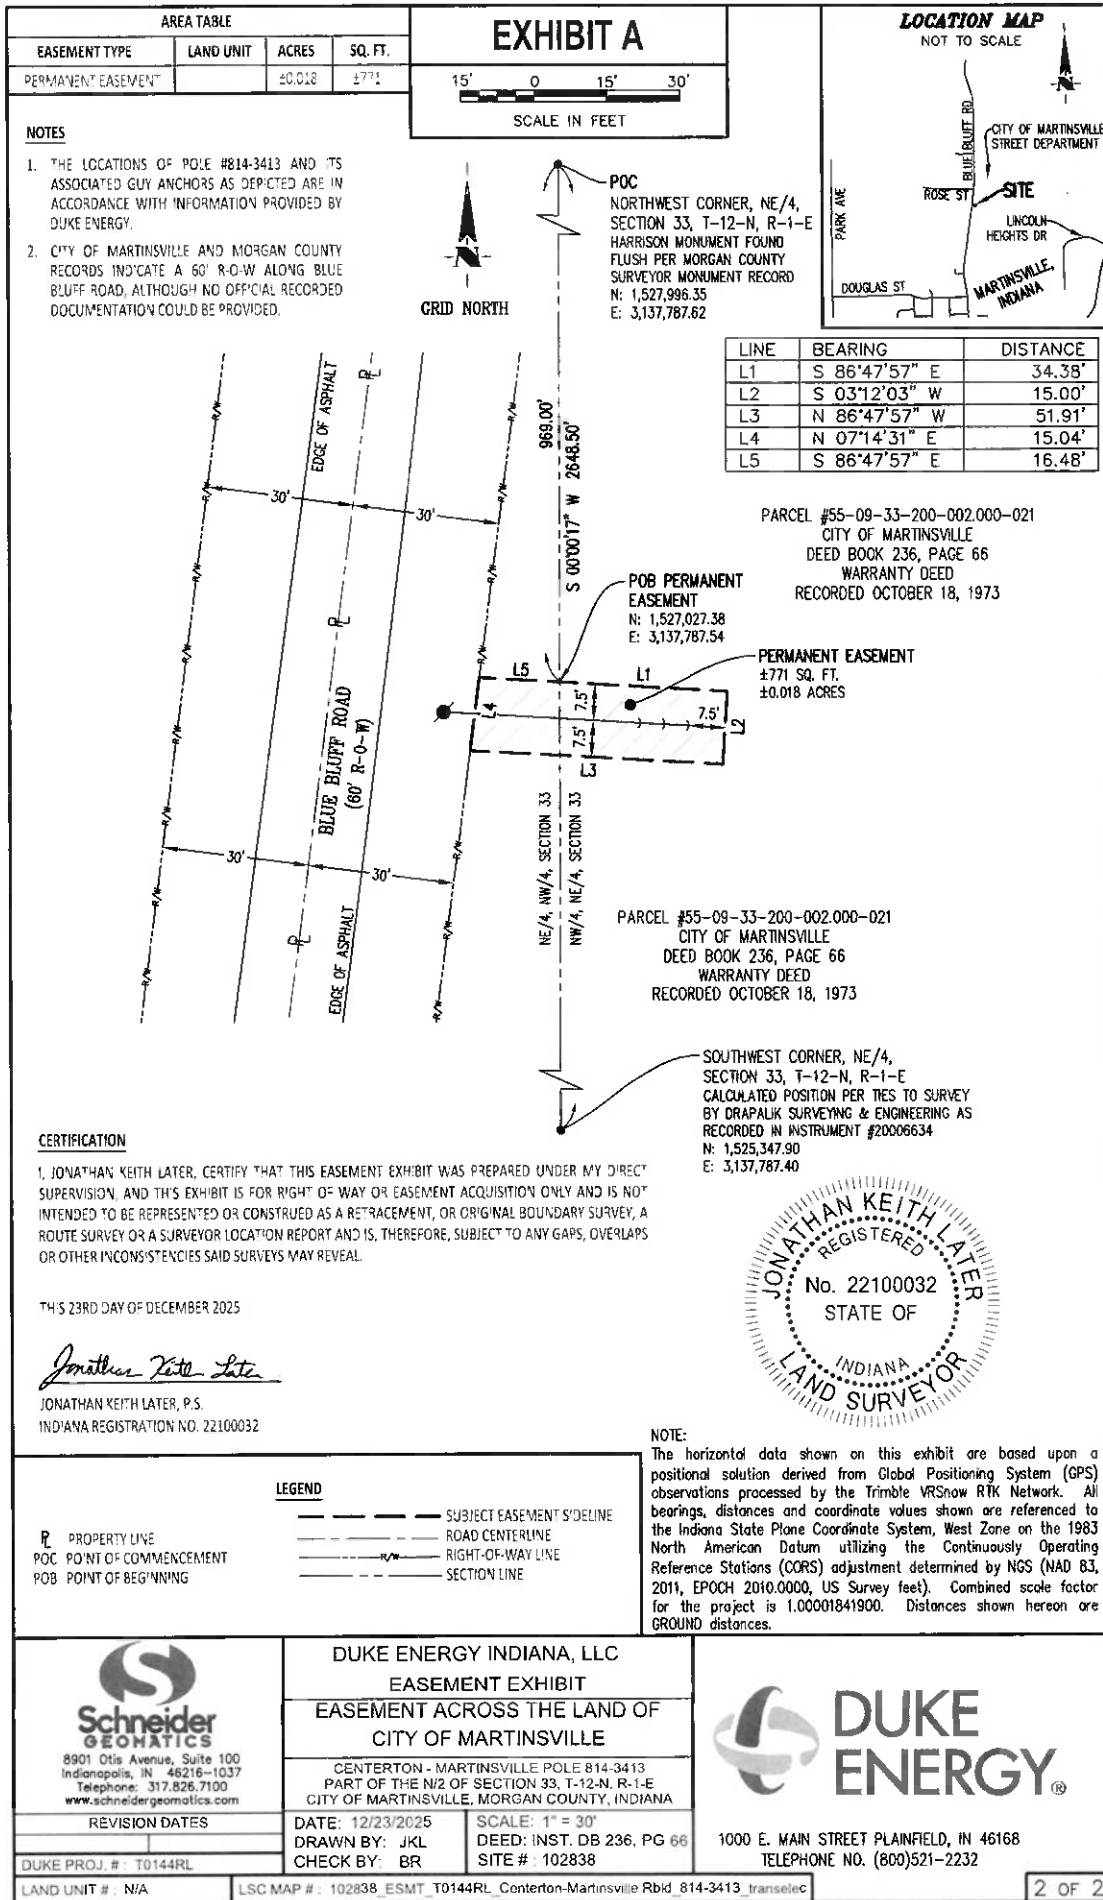 AREA TABLE
EASEMENT TYPE LAND UNIT ACRES SQ. FT.
PERMANENT EASEMENT ±0.018 ±771
EXHIBIT A
15' 0 15' 30'
SCALE IN FEET
LOCATION MAP
NOT TO SCALE
N
BLUE BLUFF RD
CITY OF MARTINSVILLE
STREET DEPARTMENT
PARK AVE
ROSE ST
SITE
LINCOLN
HEIGHTS DR
DOUGLAS ST
MARTINSVILLE,
INDIANA
NOTES
1. THE LOCATIONS OF POLE #814-3413 AND ITS
ASSOCIATED GUY ANCHORS AS DEPICTED ARE IN
ACCORDANCE WITH INFORMATION PROVIDED BY
DUKE ENERGY.
2. CITY OF MARTINSVILLE AND MORGAN COUNTY
RECORDS INDICATE A 60' R-O-W ALONG BLUE
BLUFF ROAD, ALTHOUGH NO OFFICIAL RECORDED
DOCUMENTATION COULD BE PROVIDED.
N
GRID NORTH
POC
NORTHWEST CORNER, NE/4,
SECTION 33, T-12-N, R-1-E
HARRISON MONUMENT FOUND
FLUSH PER MORGAN COUNTY
SURVEYOR MONUMENT RECORD
N: 1,527,996.35
E: 3,137,787.62
LINE BEARING DISTANCE
L1 S 86°47'57" E 34.38'
L2 S 03°12'03" W 15.00'
L3 N 86°47'57" W 51.91'
L4 N 07°14'31" E 15.04'
L5 S 86°47'57" E 16.48'
PARCEL #55-09-33-200-002.000-021
CITY OF MARTINSVILLE
DEED BOOK 236, PAGE 66
WARRANTY DEED
RECORDED OCTOBER 18, 1973
R/W
EDGE OF ASPHALT
PL
R/W
969.00'
S 00°00'17" W 2648.50'
R/W
30'
30'
R/W
R/W
PL
R/W
R/W
R/W
BLUE BLUFF ROAD
(60' R-O-W)
POB PERMANENT
EASEMENT
N: 1,527,027.38
E: 3,137,787.54
PERMANENT EASEMENT
±771 SQ. FT.
±0.018 ACRES
L5
L1
L4
7.5'
7.5'
7.5'
L2
L3
R/W
R/W
30'
30'
R/W
PL
R/W
R/W
R/W
EDGE OF ASPHALT
NE/4, NW/4, SECTION 33
NW/4, NE/4, SECTION 33
PARCEL #55-09-33-200-002.000-021
CITY OF MARTINSVILLE
DEED BOOK 236, PAGE 66
WARRANTY DEED
RECORDED OCTOBER 18, 1973
SOUTHWEST CORNER, NE/4,
SECTION 33, T-12-N, R-1-E
CALCULATED POSITION PER TIES TO SURVEY
BY DRAPALIK SURVEYING & ENGINEERING AS
RECORDED IN INSTRUMENT #20006634
N: 1,525,347.90
E: 3,137,787.40
CERTIFICATION
I, JONATHAN KEITH LATER, CERTIFY THAT THIS EASEMENT EXHIBIT WAS PREPARED UNDER MY DIRECT
SUPERVISION, AND THIS EXHIBIT IS FOR RIGHT OF WAY OR EASEMENT ACQUISITION ONLY AND IS NOT
INTENDED TO BE REPRESENTED OR CONSTRUED AS A RETRACEMENT, OR ORIGINAL BOUNDARY SURVEY, A
ROUTE SURVEY OR A SURVEYOR LOCATION REPORT AND IS, THEREFORE, SUBJECT TO ANY GAPS, OVERLAPS
OR OTHER INCONSISTENCIES SAID SURVEYS MAY REVEAL.
THIS 23RD DAY OF DECEMBER 2025
Jonathan Keith Later
JONATHAN KEITH LATER, P.S.
INDIANA REGISTRATION NO. 22100032
JONATHAN KEITH LATER
REGISTERED
No. 22100032
STATE OF
INDIANA
LAND SURVEYOR
NOTE:
The horizontal data shown on this exhibit are based upon a
positional solution derived from Global Positioning System (GPS)
observations processed by the Trimble VRSnow RTK Network. All
bearings, distances and coordinate values shown are referenced to
the Indiana State Plane Coordinate System, West Zone on the 1983
North American Datum utilizing the Continuously Operating
Reference Stations (CORS) adjustment determined by NGS (NAD 83,
2011, EPOCH 2010.0000, US Survey feet). Combined scale factor
for the project is 1.00001841900. Distances shown hereon are
GROUND distances.
LEGEND
PL PROPERTY LINE
POC POINT OF COMMENCEMENT
POB POINT OF BEGINNING
SUBJECT EASEMENT SIDELINE
ROAD CENTERLINE
R/W RIGHT-OF-WAY LINE
SECTION LINE
Schneider
GEOMATICS
8901 Otis Avenue, Suite 100
Indianapolis, IN 46216-1037
Telephone: 317.826.7100
www.schneidergeomatics.com
REVISION DATES
DUKE PROJ. #: T0144RL
DUKE ENERGY INDIANA, LLC
EASEMENT EXHIBIT
EASEMENT ACROSS THE LAND OF
CITY OF MARTINSVILLE
CENTERTON - MARTINSVILLE POLE 814-3413
PART OF THE N/2 OF SECTION 33, T-12-N, R-1-E
CITY OF MARTINSVILLE, MORGAN COUNTY, INDIANA
DATE: 12/23/2025 SCALE: 1" = 30'
DRAWN BY: JKL DEED: INST. DB 236, PG 66
CHECK BY: BR SITE #: 102838
DUKE
ENERGY®
1000 E. MAIN STREET PLAINFIELD, IN 46168
TELEPHONE NO. (800)521-2232
LAND UNIT #: N/A LSC MAP #: 102838_ESMT_T0144RL_Centerton-Martinsville Rbld_814-3413_transelec
2 OF 2